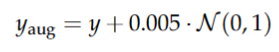 y_aug = y + 0.005 · 𝒩(0, 1)